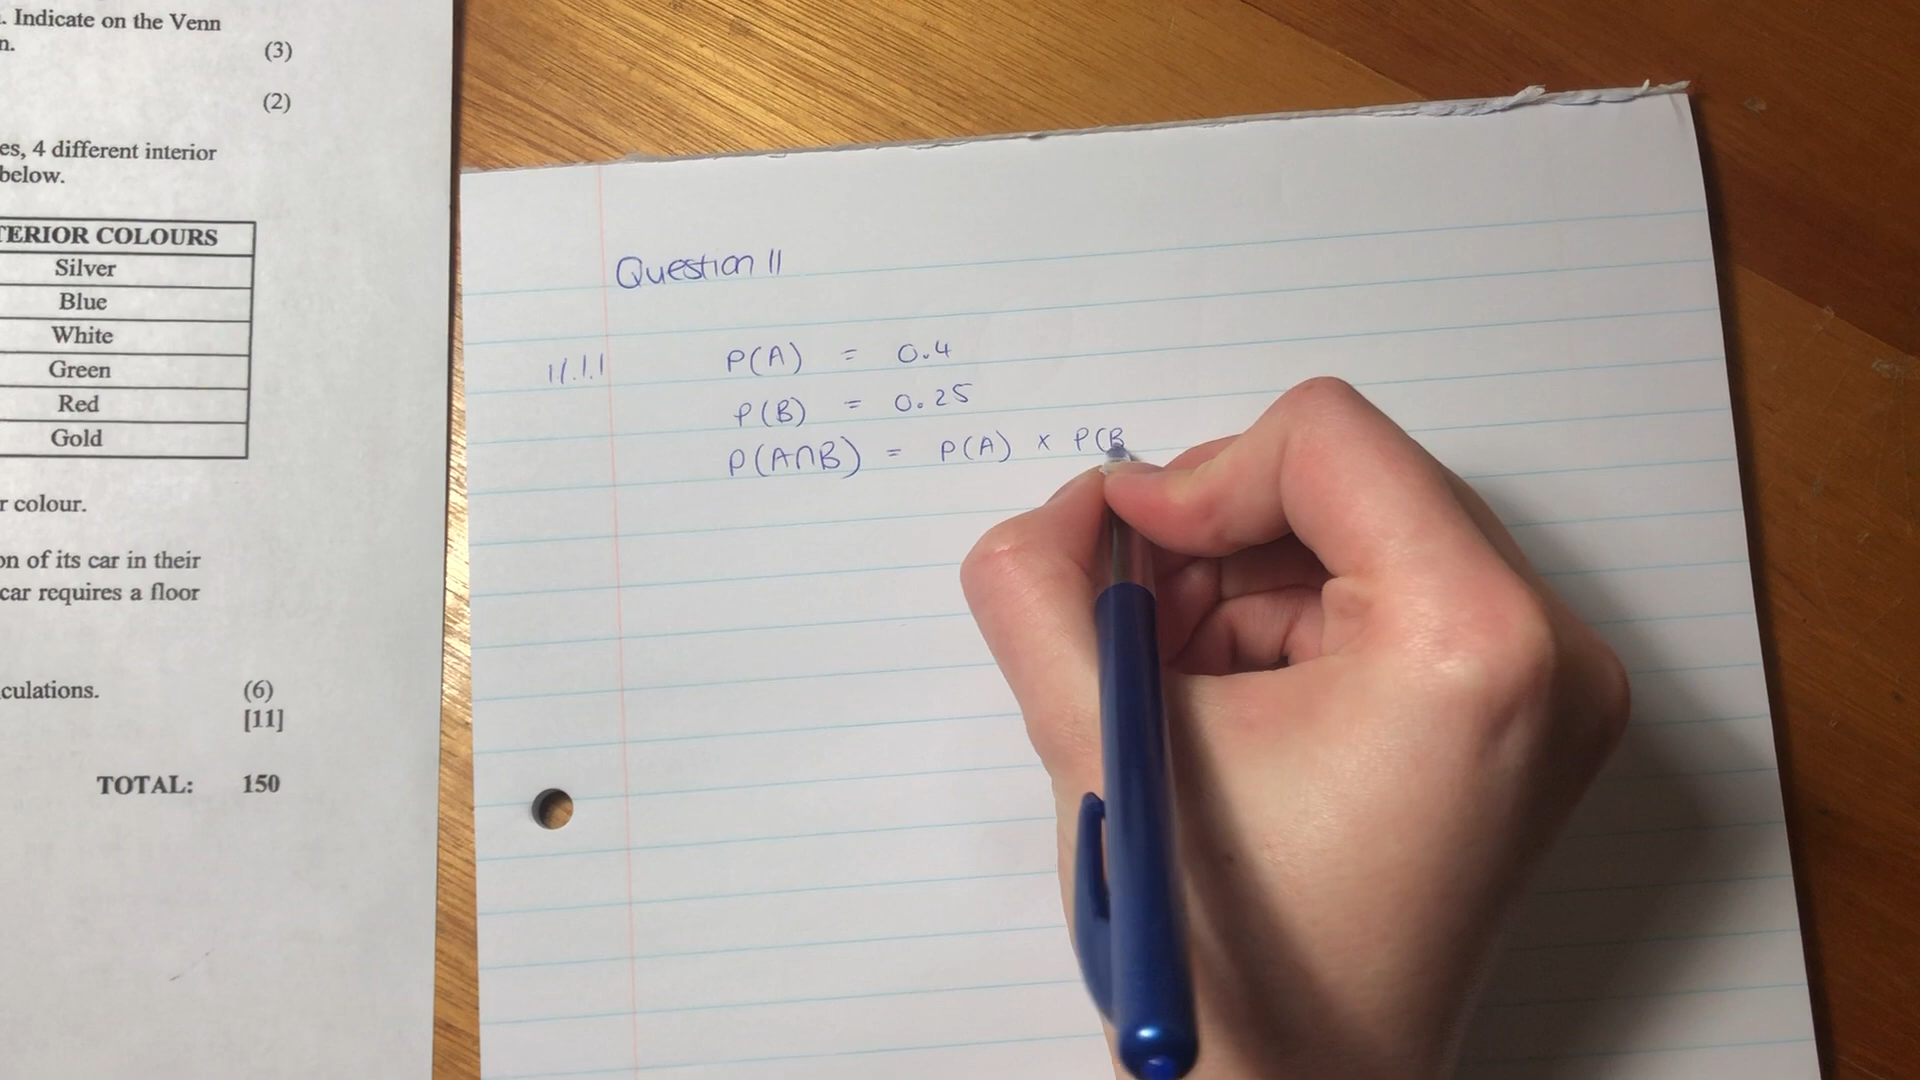 . Indicate on the Venn
n.
(3)
(2)
es, 4 different interior
below.
TERIOR COLOURS
Silver
Blue
White
Green
Red
Gold
r colour.
on of its car in their
car requires a floor
culations.
(6)
[11]
TOTAL: 150
Question 11
11.1.1 P(A) = 0.4
P(B) = 0.25
P(A∩B) = P(A) × P(B